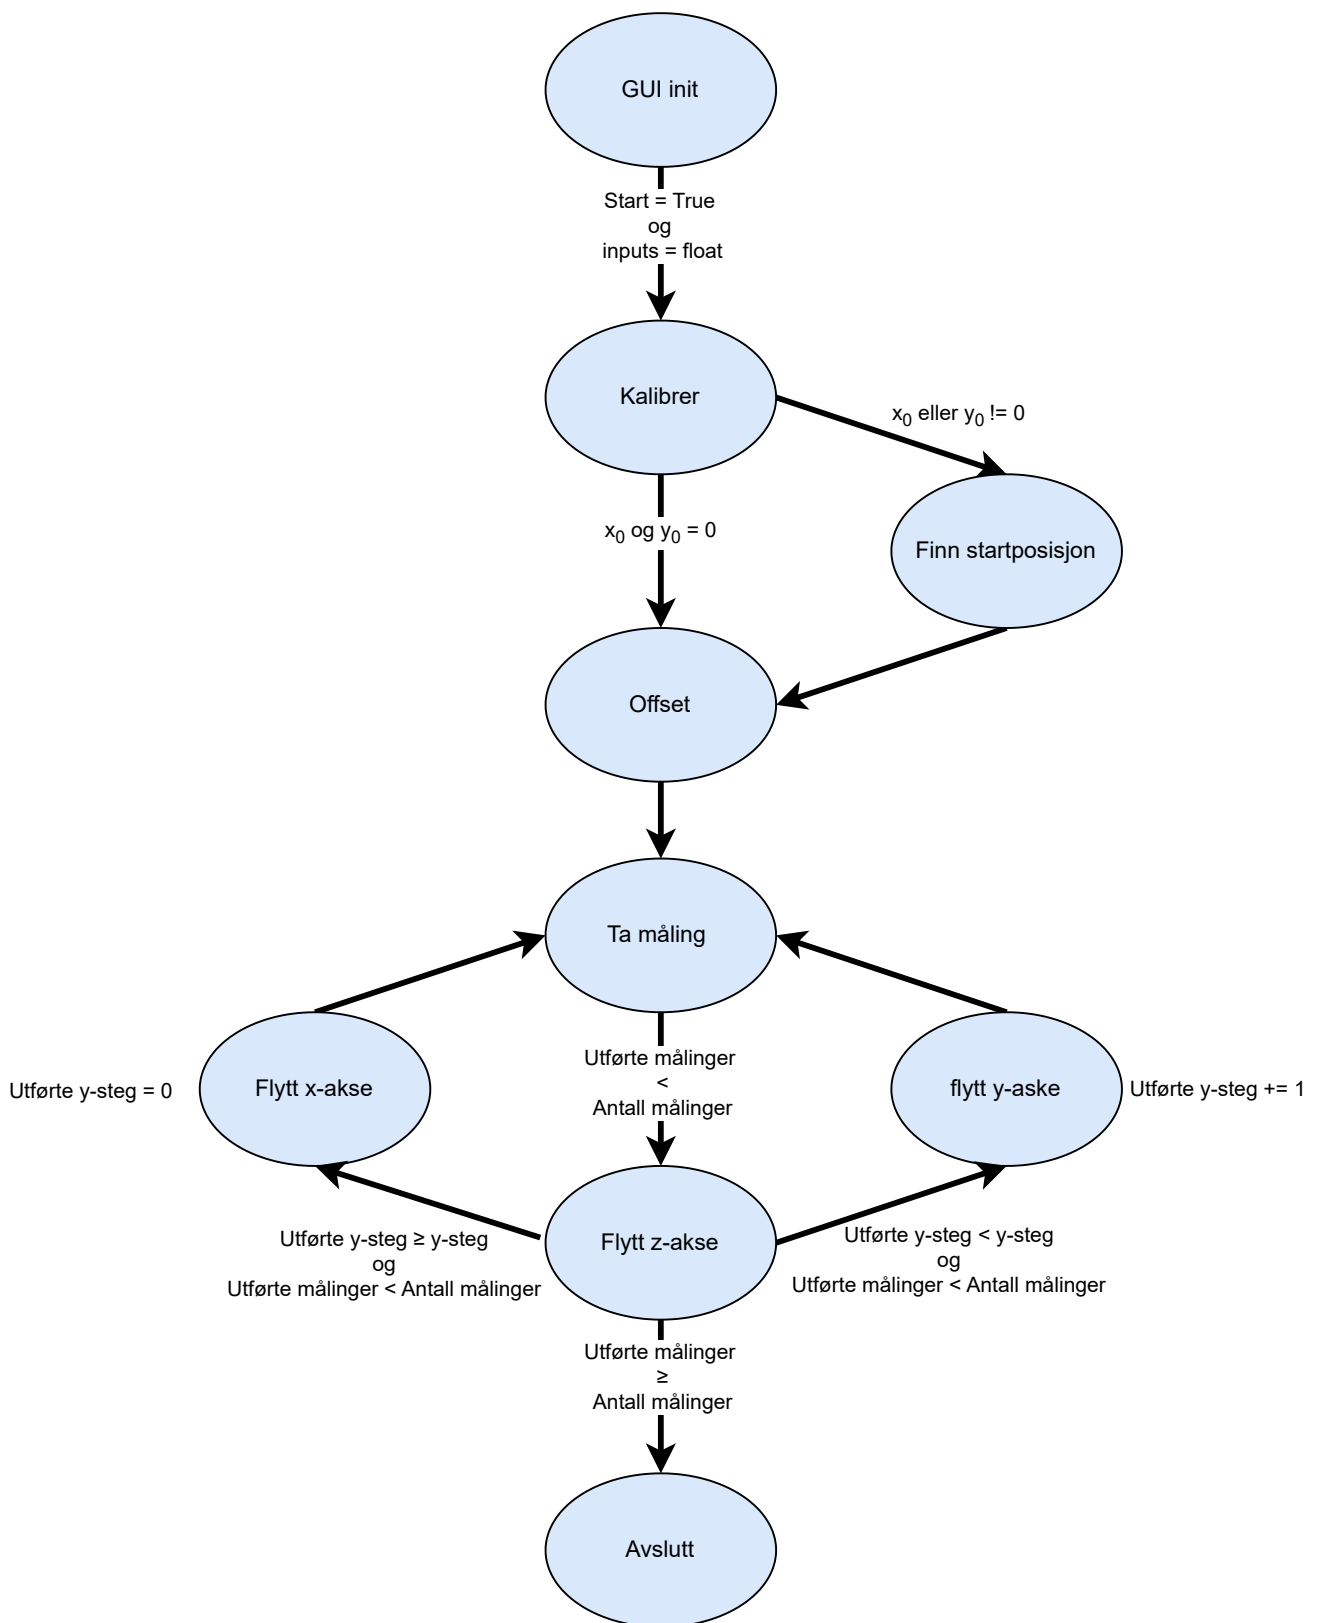 GUI init
Start = True
og
inputs = float
Kalibrer
x₀ eller y₀ != 0
x₀ og y₀ = 0
Finn startposisjon
Offset
Ta måling
Utførte y-steg = 0
Flytt x-akse
Utførte målinger
<
Antall målinger
flytt y-aske
Utførte y-steg += 1
Utførte y-steg ≥ y-steg
og
Utførte målinger < Antall målinger
Flytt z-akse
Utførte y-steg < y-steg
og
Utførte målinger < Antall målinger
Utførte målinger
≥
Antall målinger
Avslutt